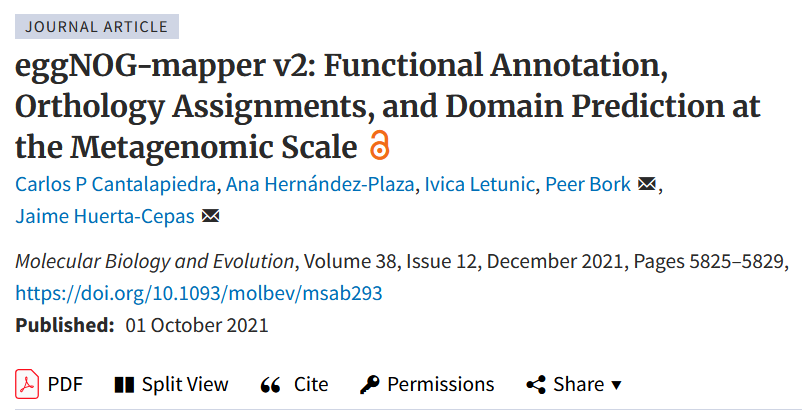 JOURNAL ARTICLE
eggNOG-mapper v2: Functional Annotation,
Orthology Assignments, and Domain Prediction at
the Metagenomic Scale
Carlos P Cantalapiedra, Ana Hernández-Plaza, Ivica Letunic, Peer Bork ,
Jaime Huerta-Cepas
Molecular Biology and Evolution, Volume 38, Issue 12, December 2021, Pages 5825–5829,
https://doi.org/10.1093/molbev/msab293
Published: 01 October 2021
PDF Split View Cite Permissions Share